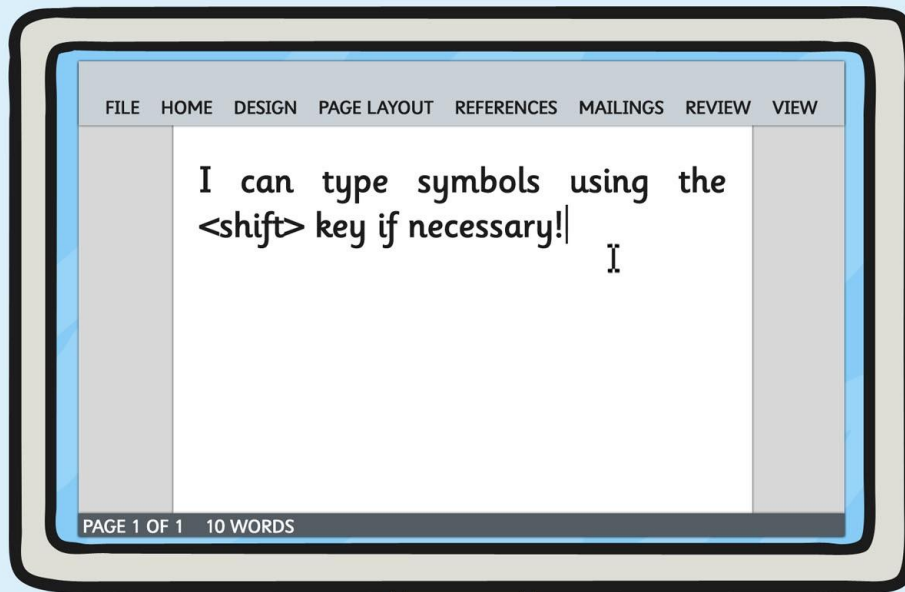 FILE HOME DESIGN PAGE LAYOUT REFERENCES MAILINGS REVIEW VIEW
I can type symbols using the
<shift> key if necessary!
PAGE 1 OF 1 10 WORDS